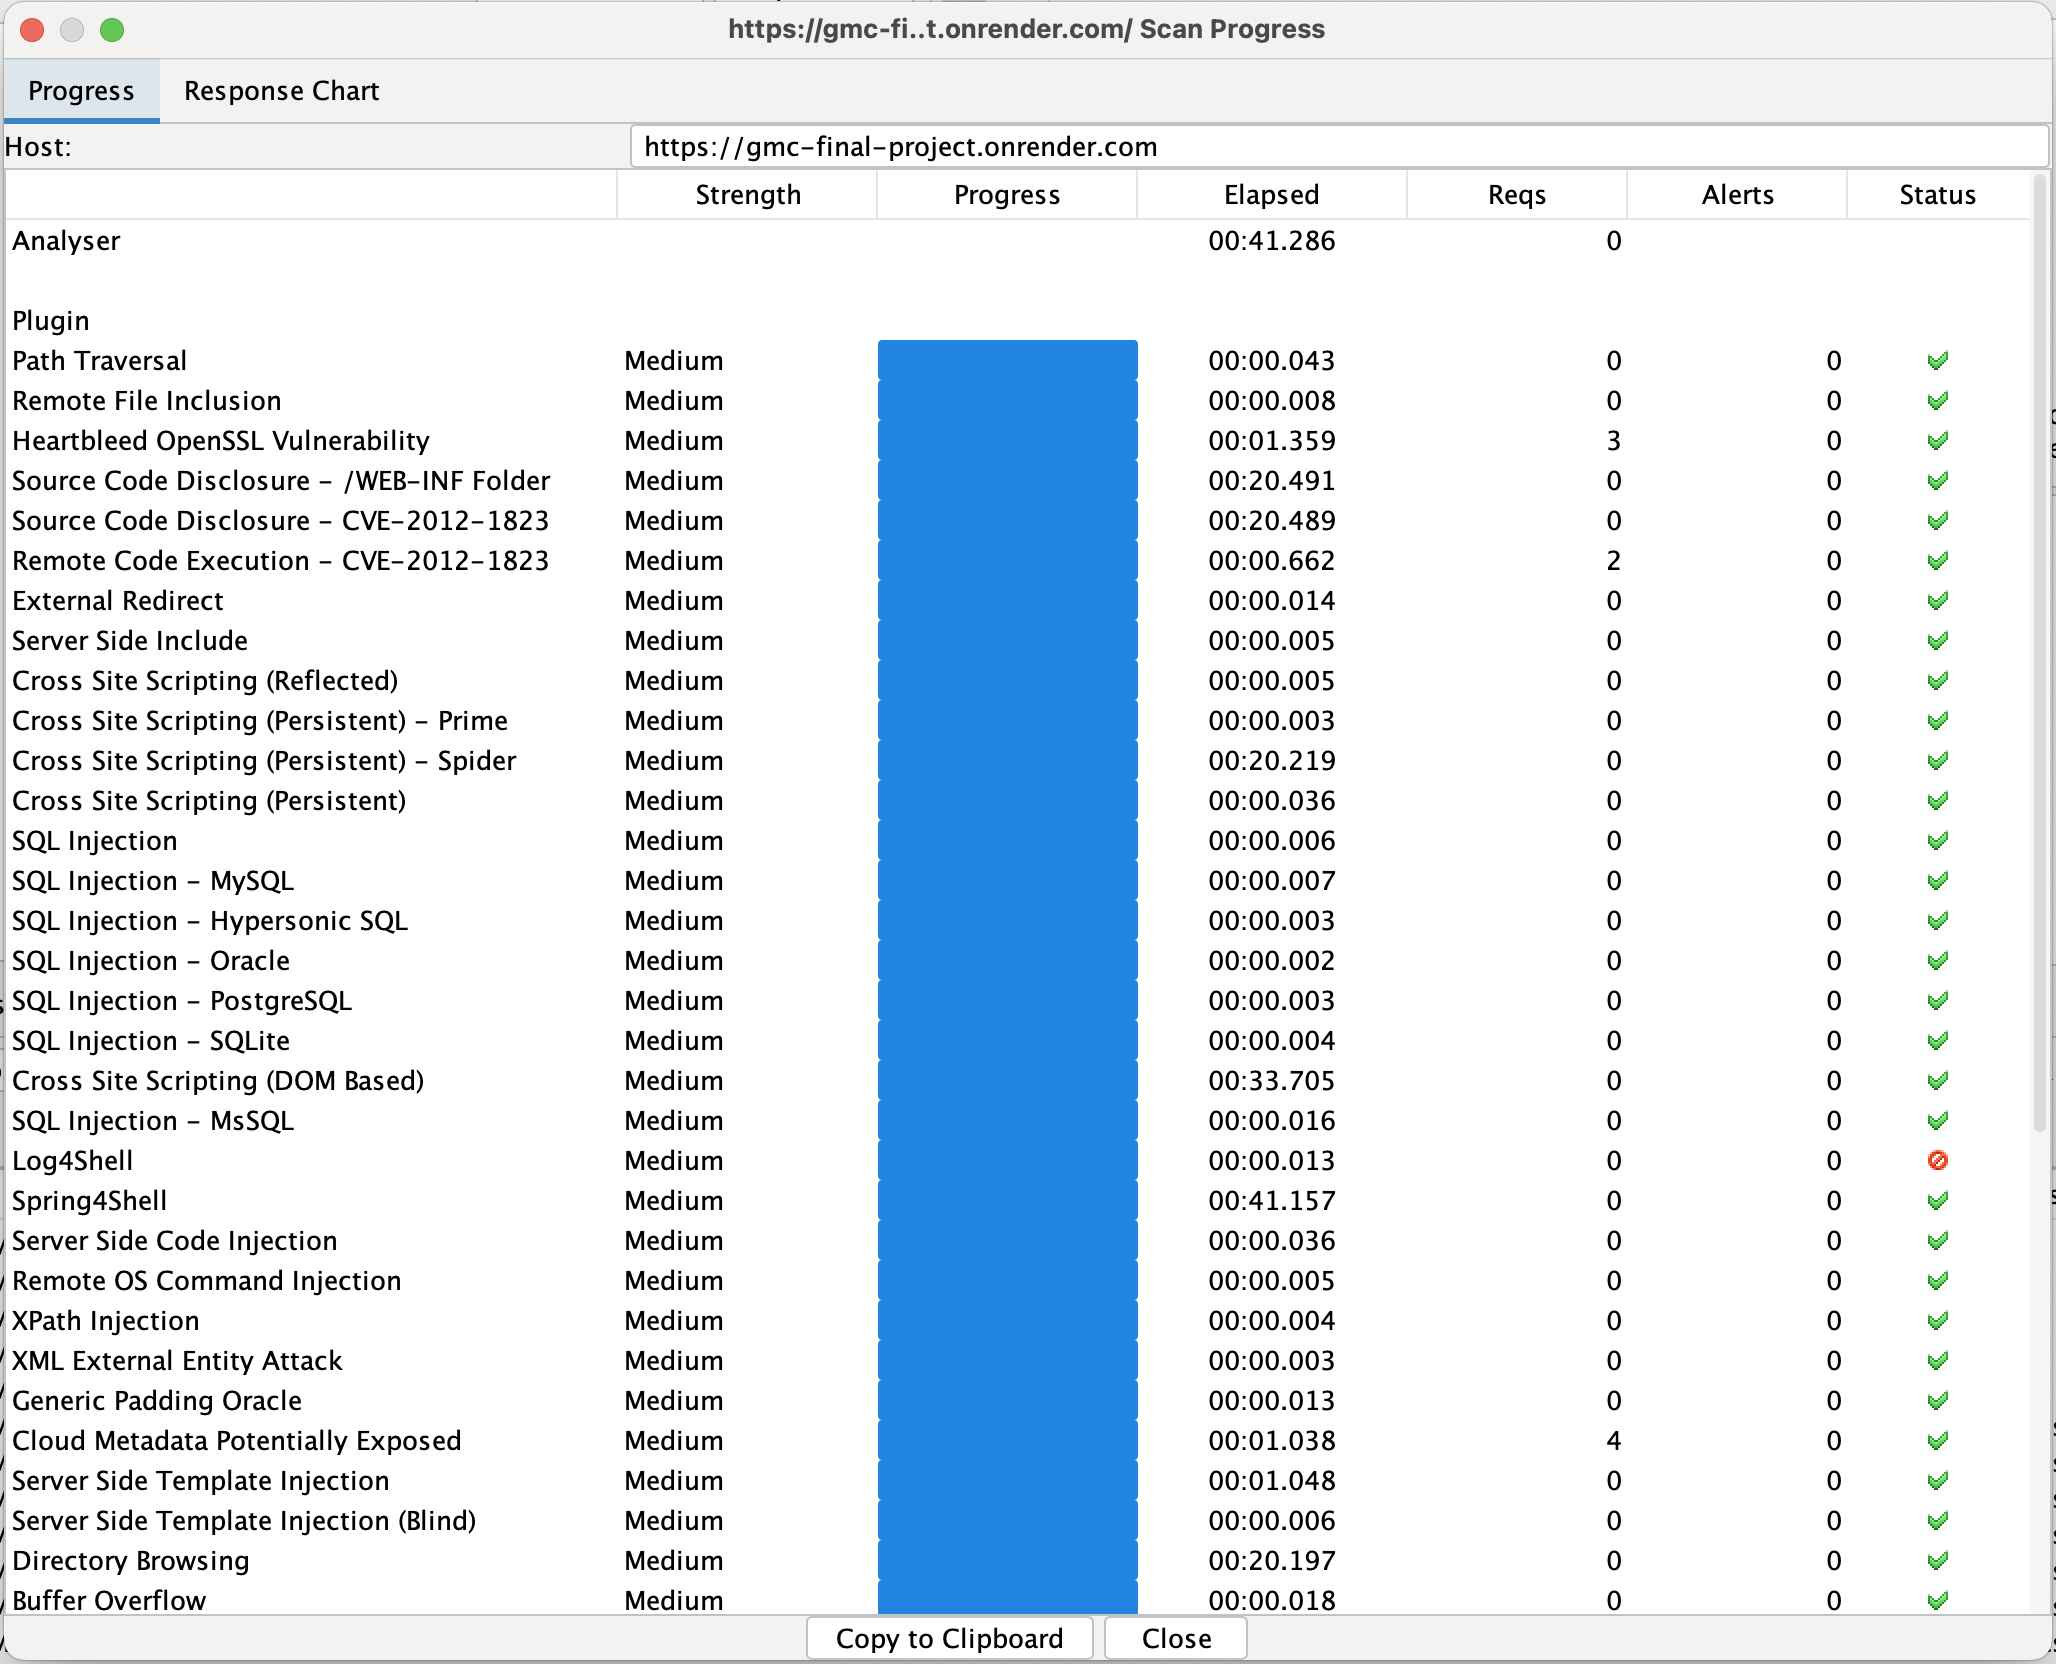 https://gmc-fi..t.onrender.com/ Scan Progress
Progress Response Chart
Host: https://gmc-final-project.onrender.com
Strength Progress Elapsed Reqs Alerts Status
Analyser 00:41.286 0
Plugin
Path Traversal Medium 00:00.043 0 0
Remote File Inclusion Medium 00:00.008 0 0
Heartbleed OpenSSL Vulnerability Medium 00:01.359 3 0
Source Code Disclosure – /WEB-INF Folder Medium 00:20.491 0 0
Source Code Disclosure – CVE-2012-1823 Medium 00:20.489 0 0
Remote Code Execution – CVE-2012-1823 Medium 00:00.662 2 0
External Redirect Medium 00:00.014 0 0
Server Side Include Medium 00:00.005 0 0
Cross Site Scripting (Reflected) Medium 00:00.005 0 0
Cross Site Scripting (Persistent) – Prime Medium 00:00.003 0 0
Cross Site Scripting (Persistent) – Spider Medium 00:20.219 0 0
Cross Site Scripting (Persistent) Medium 00:00.036 0 0
SQL Injection Medium 00:00.006 0 0
SQL Injection – MySQL Medium 00:00.007 0 0
SQL Injection – Hypersonic SQL Medium 00:00.003 0 0
SQL Injection – Oracle Medium 00:00.002 0 0
SQL Injection – PostgreSQL Medium 00:00.003 0 0
SQL Injection – SQLite Medium 00:00.004 0 0
Cross Site Scripting (DOM Based) Medium 00:33.705 0 0
SQL Injection – MsSQL Medium 00:00.016 0 0
Log4Shell Medium 00:00.013 0 0
Spring4Shell Medium 00:41.157 0 0
Server Side Code Injection Medium 00:00.036 0 0
Remote OS Command Injection Medium 00:00.005 0 0
XPath Injection Medium 00:00.004 0 0
XML External Entity Attack Medium 00:00.003 0 0
Generic Padding Oracle Medium 00:00.013 0 0
Cloud Metadata Potentially Exposed Medium 00:01.038 4 0
Server Side Template Injection Medium 00:01.048 0 0
Server Side Template Injection (Blind) Medium 00:00.006 0 0
Directory Browsing Medium 00:20.197 0 0
Buffer Overflow Medium 00:00.018 0 0
Copy to Clipboard Close